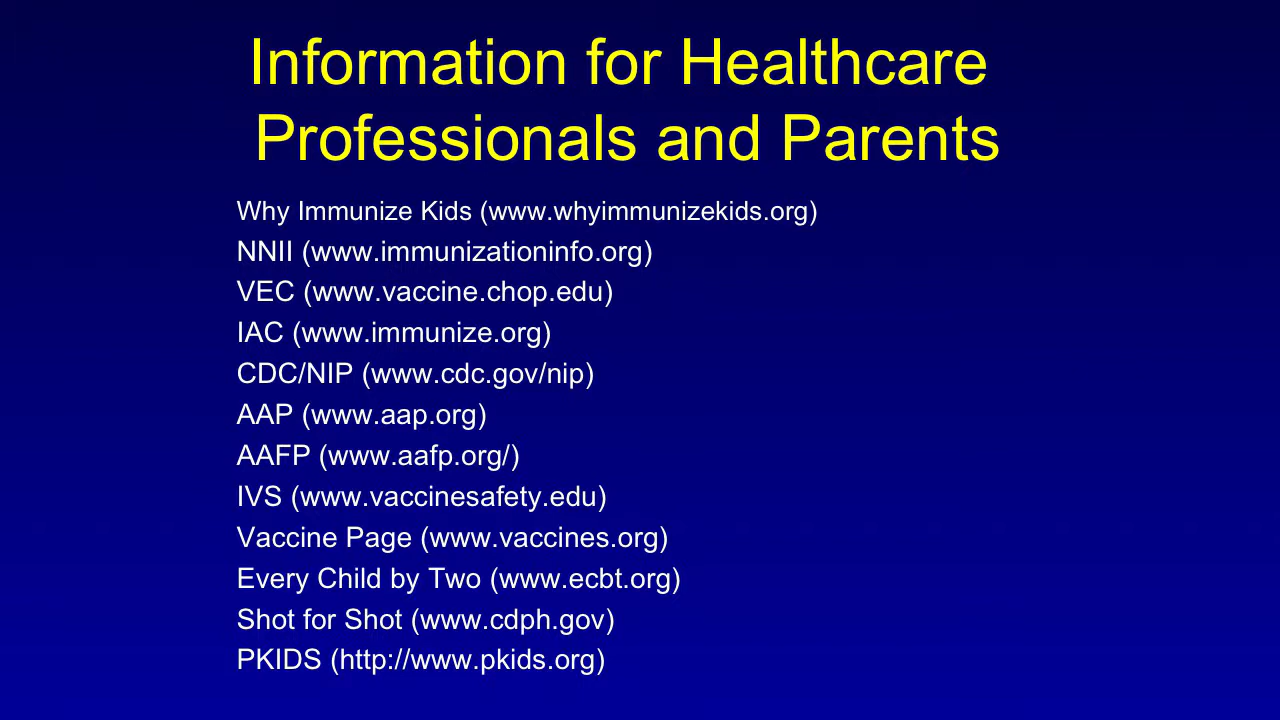 Information for Healthcare
Professionals and Parents
Why Immunize Kids (www.whyimmunizekids.org)
NNII (www.immunizationinfo.org)
VEC (www.vaccine.chop.edu)
IAC (www.immunize.org)
CDC/NIP (www.cdc.gov/nip)
AAP (www.aap.org)
AAFP (www.aafp.org/)
IVS (www.vaccinesafety.edu)
Vaccine Page (www.vaccines.org)
Every Child by Two (www.ecbt.org)
Shot for Shot (www.cdph.gov)
PKIDS (http://www.pkids.org)